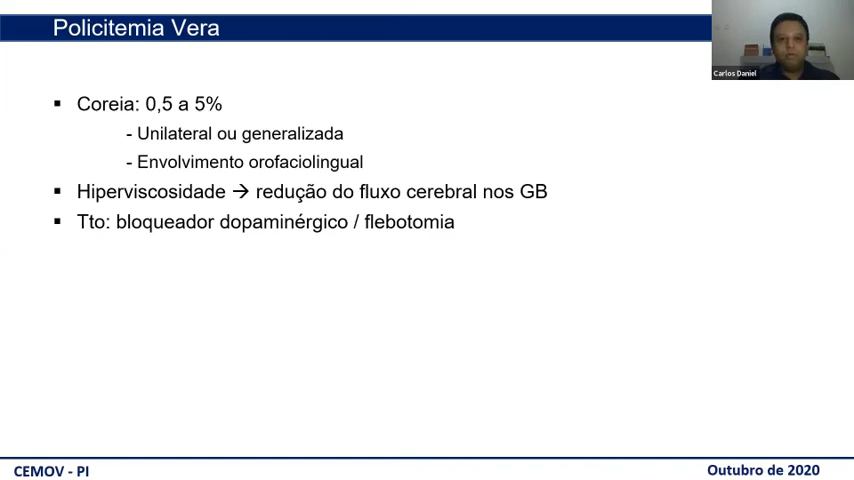 Policitemia Vera
Carlos Daniel
▪ Coreia: 0,5 a 5%
- Unilateral ou generalizada
- Envolvimento orofaciolingual
▪ Hiperviscosidade → redução do fluxo cerebral nos GB
▪ Tto: bloqueador dopaminérgico / flebotomia
CEMOV - PI
Outubro de 2020